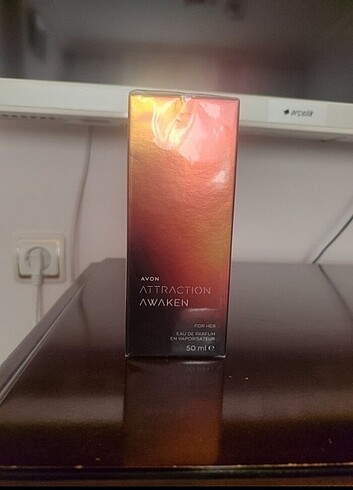 arçelik
AVON
ATTRACTION
AWAKEN
FOR HER
EAU DE PARFUM
EN VAPORISATEUR
50 ml ℮